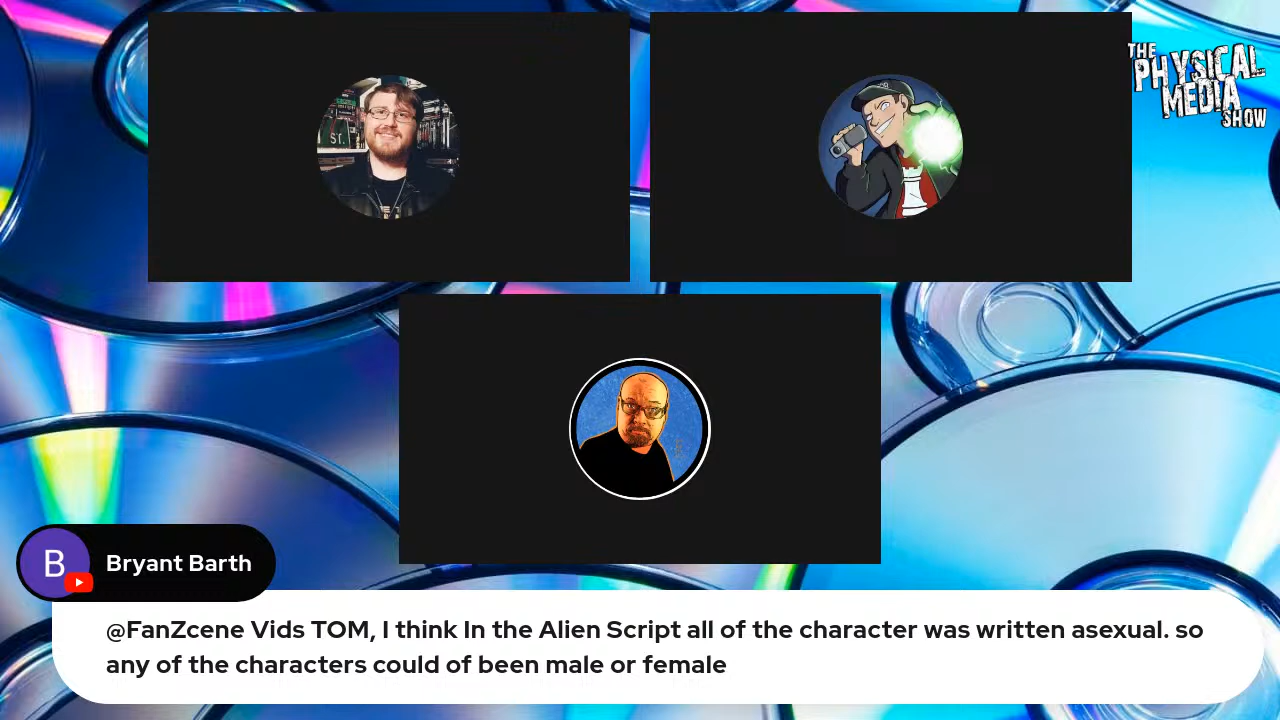 THE
PHYSICAL
MEDIA
SHOW
ST.
B
Bryant Barth
@FanZcene Vids TOM, I think In the Alien Script all of the character was written asexual. so
any of the characters could of been male or female